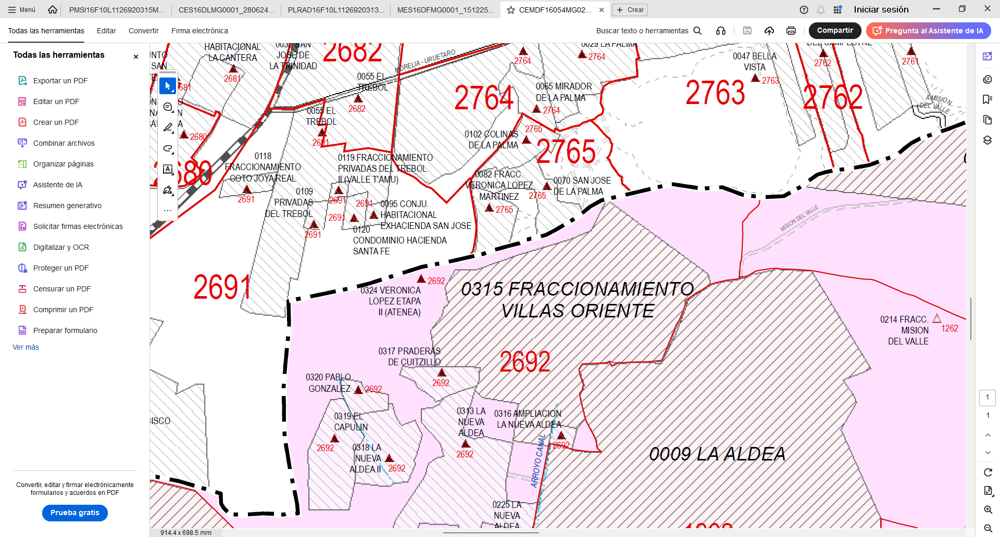 Menú
PMSI16F10L1126920315M...
CES16DLMG0001_280624...
PLRAD16F10L1126920313...
MES16DFMG0001_151225...
CEMDF16054MG02...
Crear
Iniciar sesión
Todas las herramientas
Editar
Convertir
Firma electrónica
Buscar texto o herramientas
Compartir
Pregunta al Asistente de IA
Todas las herramientas
Exportar un PDF
Editar un PDF
Crear un PDF
Combinar archivos
Organizar páginas
Asistente de IA
Resumen generativo
Solicitar firmas electrónicas
Digitalizar y OCR
Proteger un PDF
Censurar un PDF
Comprimir un PDF
Preparar formulario
Ver más
Convertir, editar y firmar electrónicamente
formularios y acuerdos en PDF
Prueba gratis
HABITACIONAL
LA CANTERA
2681
SAN
JOSE DE
LA TRINIDAD
2682
MORELIA - URUETARO
0055 EL
TREBOL
2682
0055 EL
TREBOL
2691
2680
2680
2764
2764
0029 LA PALMA
2764
0065 MIRADOR
DE LA PALMA
2764
0047 BELLA
VISTA
2763
2763
2762
2762
2761
DEL CAMPESTRE
A MISION
DEL VALLE
0102 COLINAS
DE LA PALMA
2765
2765
0118
FRACCIONAMIENTO
COTO JOYA REAL
2691
0119 FRACCIONAMIENTO
PRIVADAS DEL TREBOL
II (VALLE T'AMU)
2691
0109
PRIVADAS
DEL TREBOL
2691
2691
2691
0095 CONJU.
HABITACIONAL
EXHACIENDA SAN JOSE
0120
CONDOMINIO HACIENDA
SANTA FE
0082 FRACC.
VERONICA LOPEZ
MARTINEZ
2765
0070 SAN JOSE
DE LA PALMA
2765
MISION DEL VALLE
2691
2692
0324 VERONICA
LOPEZ ETAPA
II (ATENEA)
0315 FRACCIONAMIENTO
VILLAS ORIENTE
0214 FRACC.
MISION
DEL VALLE
1262
0317 PRADERAS
DE CUITZILLO
2692
2692
0320 PABLO
GONZALEZ
2692
0319 EL
CAPULIN
2692
0318 LA
NUEVA
ALDEA II
2692
0313 LA
NUEVA
ALDEA
2692
0316 AMPLIACION
LA NUEVA ALDEA
2692
ARROYO CANAL
0009 LA ALDEA
0225 LA
NUEVA
ALDEA
1
1
914.4 x 698.5 mm